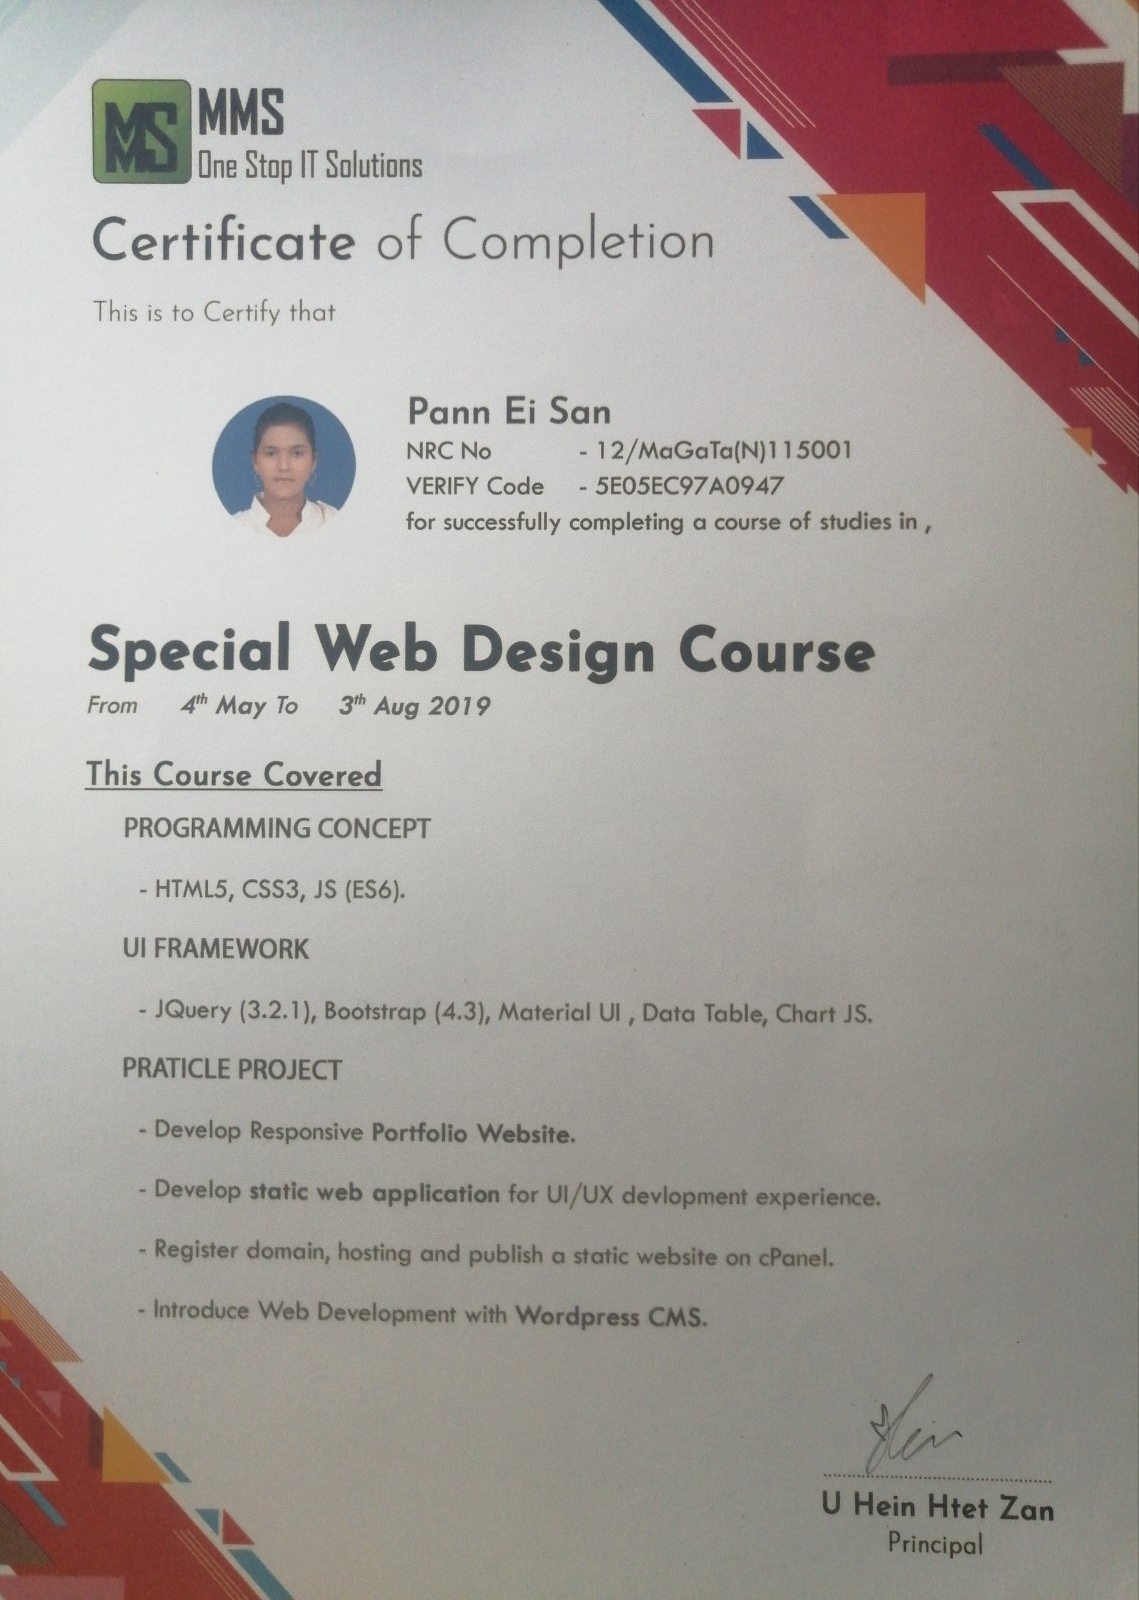 MMS
MMS
One Stop IT Solutions
Certificate of Completion
This is to Certify that
Pann Ei San
NRC No - 12/MaGaTa(N)115001
VERIFY Code - 5E05EC97A0947
for successfully completing a course of studies in ,
Special Web Design Course
From 4th May To 3th Aug 2019
This Course Covered
PROGRAMMING CONCEPT
- HTML5, CSS3, JS (ES6).
UI FRAMEWORK
- JQuery (3.2.1), Bootstrap (4.3), Material UI , Data Table, Chart JS.
PRATICLE PROJECT
- Develop Responsive Portfolio Website.
- Develop static web application for UI/UX devlopment experience.
- Register domain, hosting and publish a static website on cPanel.
- Introduce Web Development with Wordpress CMS.
Hein
U Hein Htet Zan
Principal